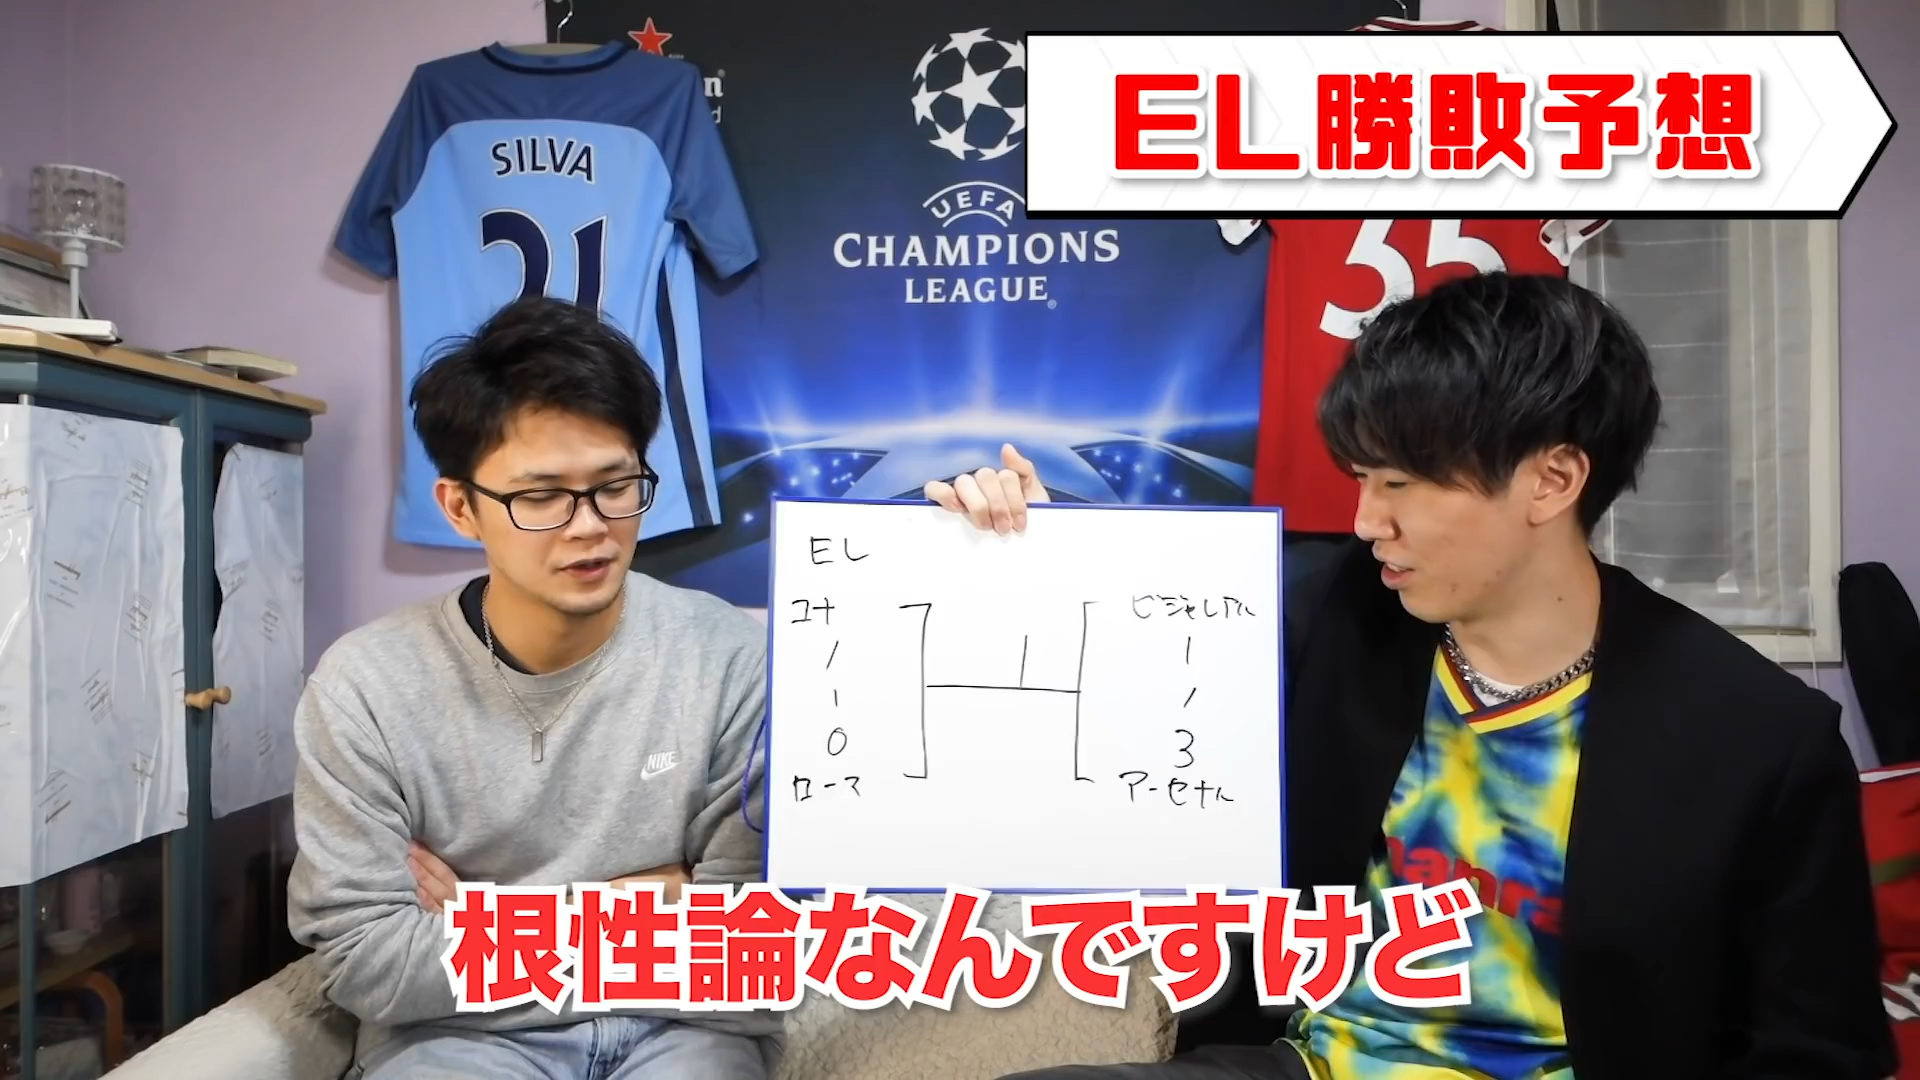 EL勝敗予想
SILVA
21
35
UEFA
CHAMPIONS
LEAGUE
EL
ユナ
/
1
0
ローマ
ビジャレアル
1
/
3
アーセナル
NIKE
根性論なんですけど